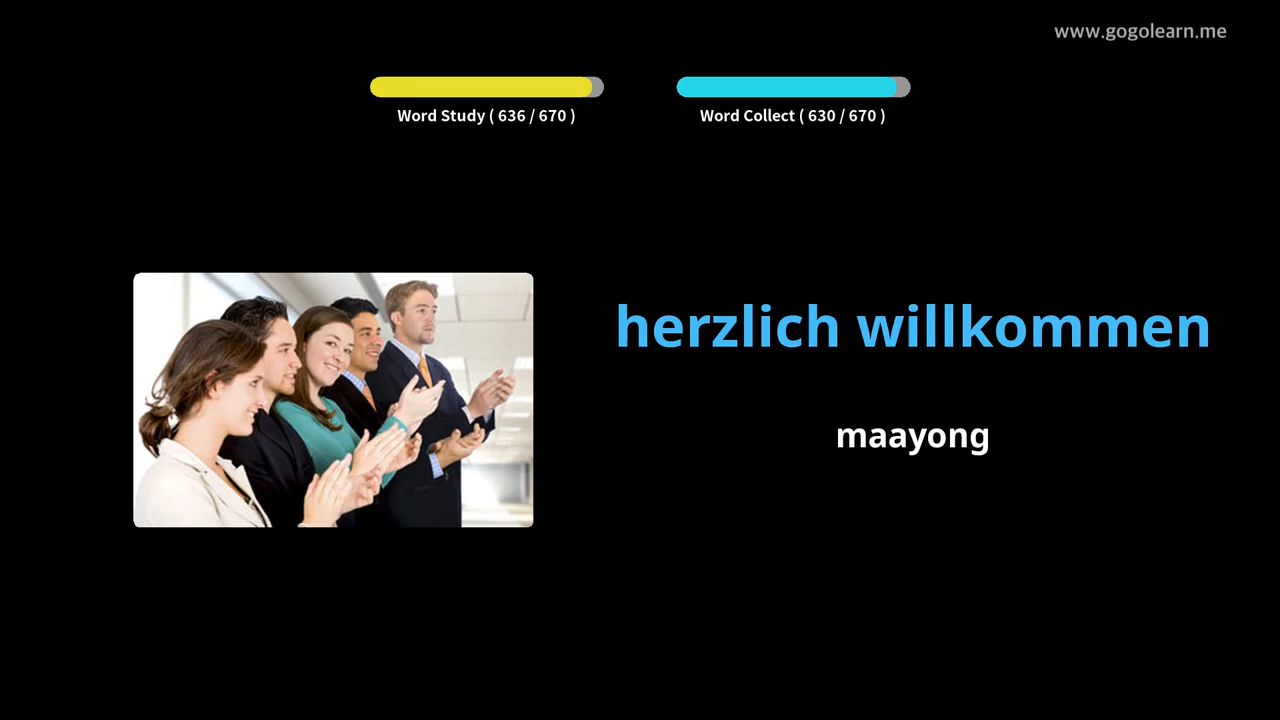 www.gogolearn.me
Word Study ( 636 / 670 )
Word Collect ( 630 / 670 )
herzlich willkommen
maayong